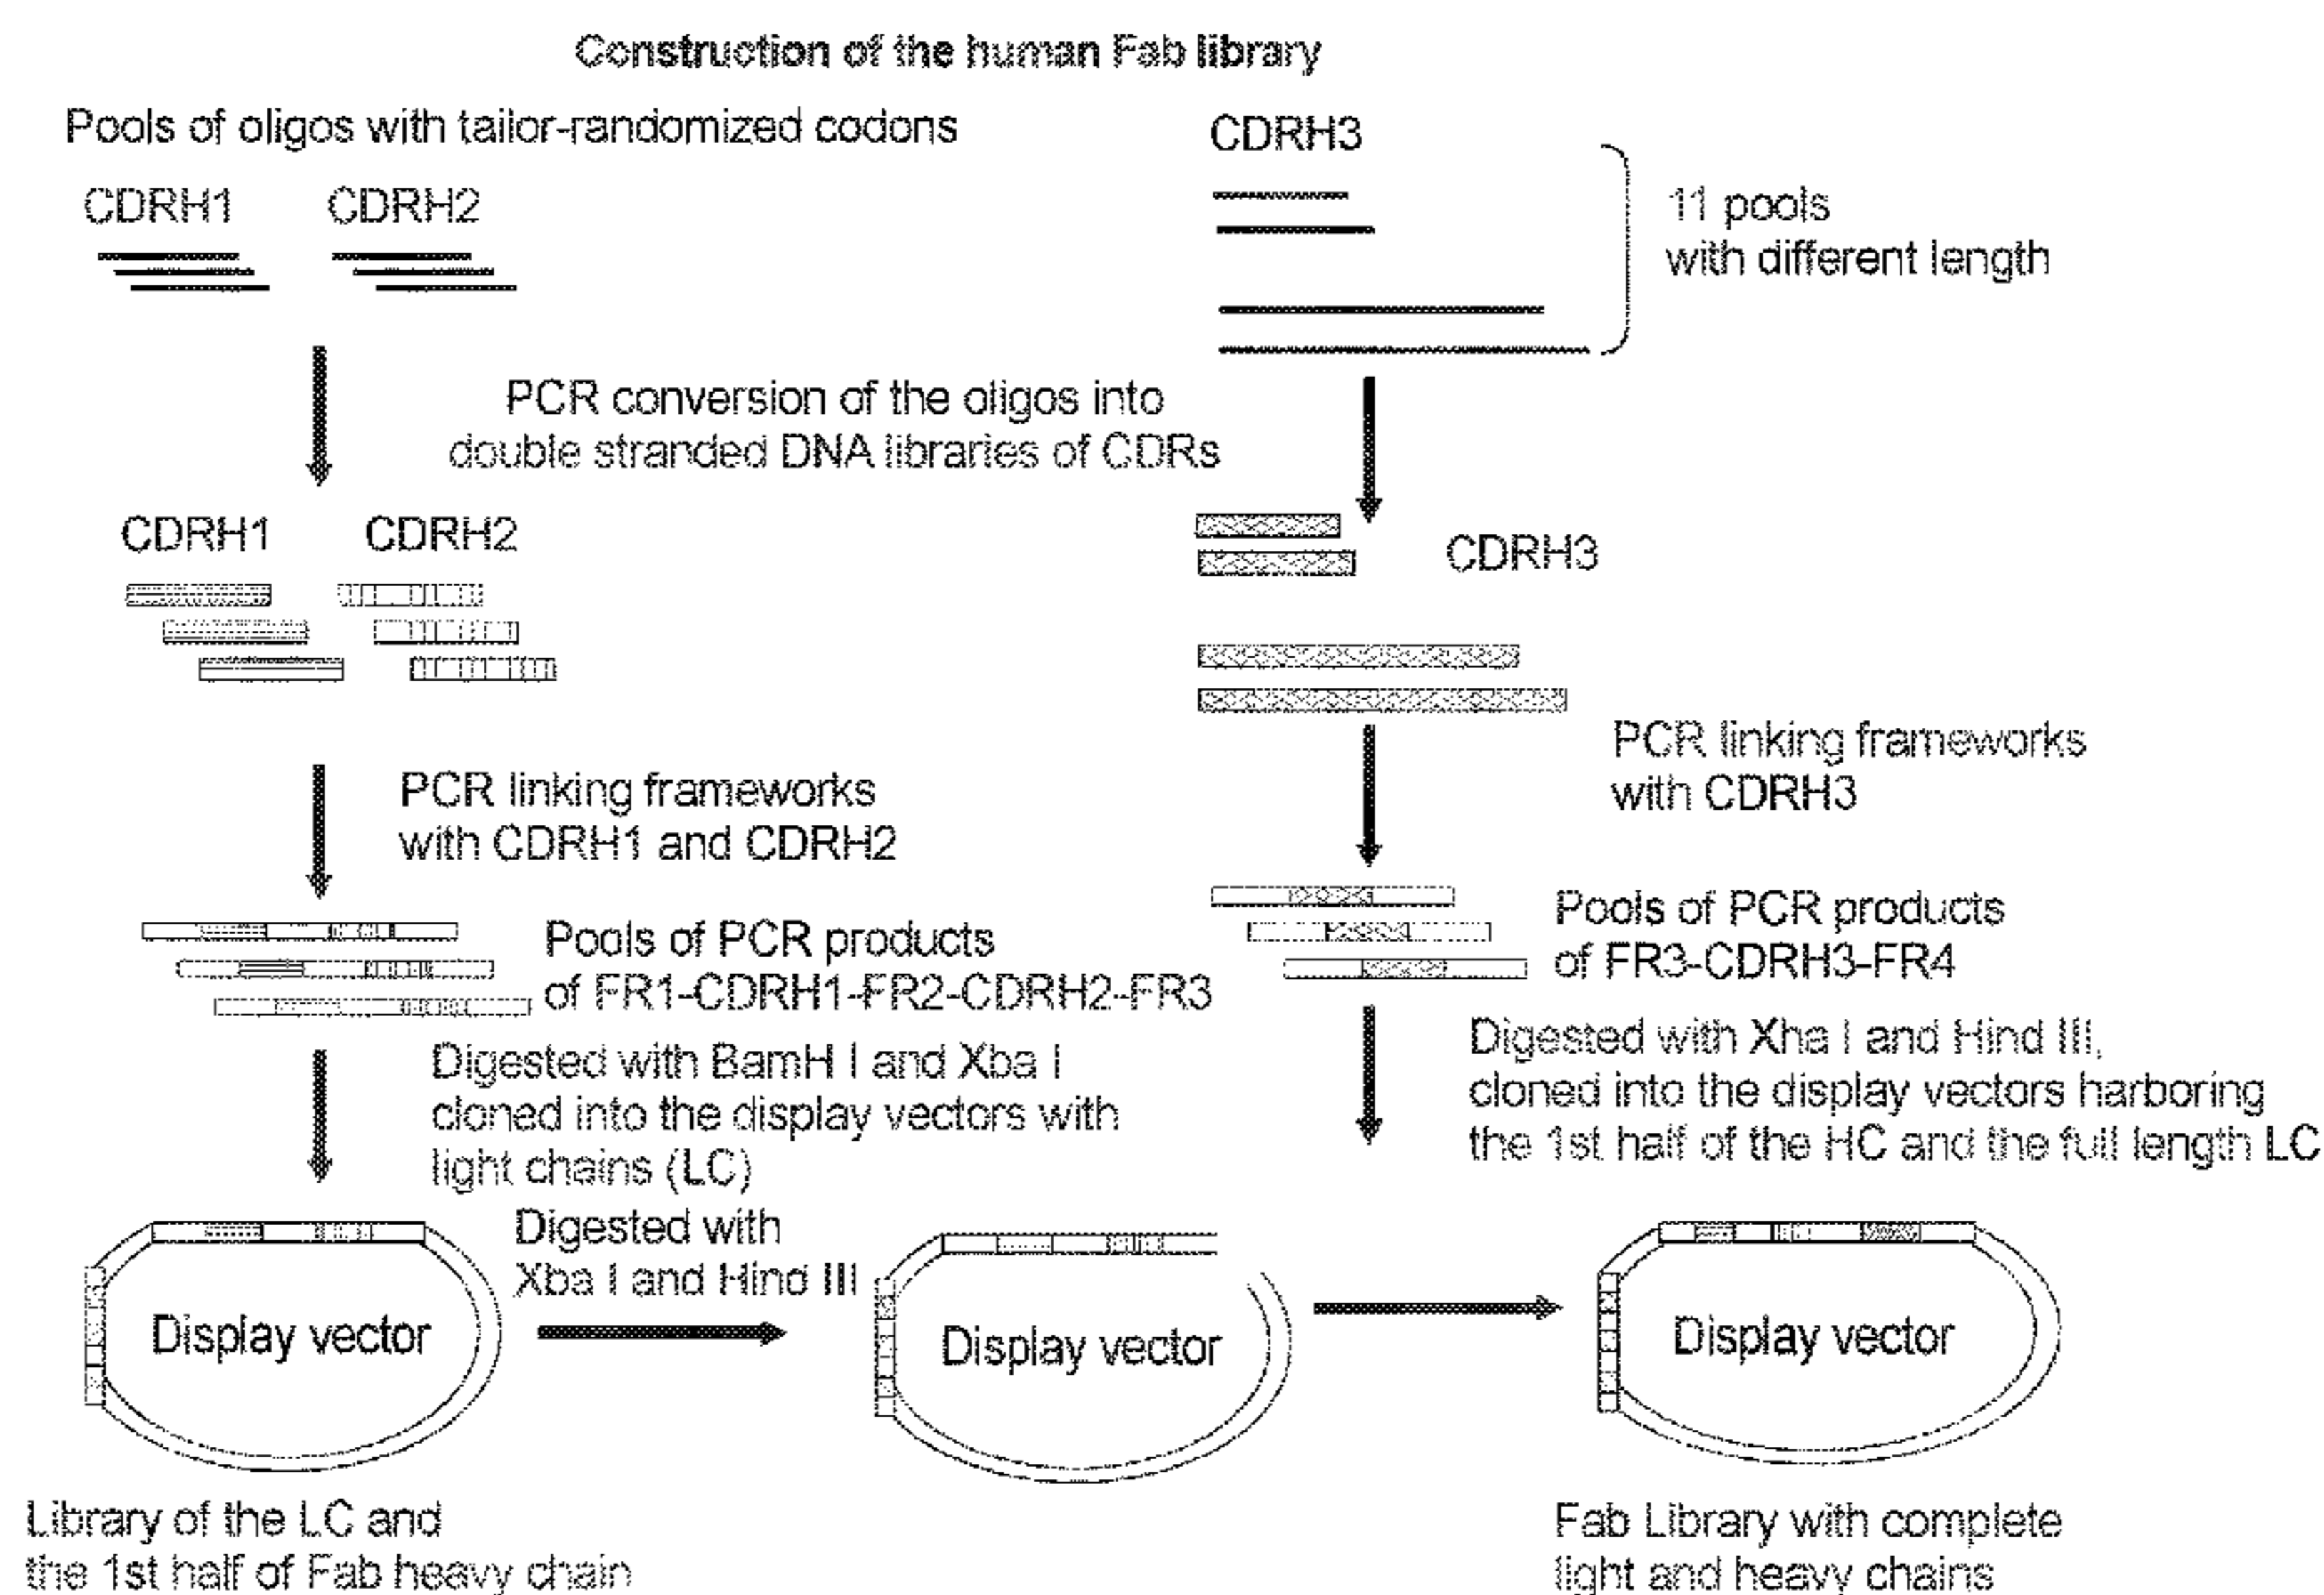 Construction of the human Fab library
Pools of oligos with tailor-randomized codons
CDRH3
CDRH1
CDRH2
11 pools
with different length
PCR conversion of the oligos into
double stranded DNA libraries of CDRs
CDRH1
CDRH2
CDRH3
PCR linking frameworks
with CDRH3
PCR linking frameworks
with CDRH1 and CDRH2
Pools of PCR products
of FR1-CDRH1-FR2-CDRH2-FR3
Pools of PCR products
of FR3-CDRH3-FR4
Digested with BamH I and Xba I
cloned into the display vectors with
light chains (LC)
Digested with Xba I and Hind III,
cloned into the display vectors harboring
the 1st half of the HC and the full length LC
Digested with
Xba I and Hind III
Display vector
Display vector
Display vector
Library of the LC and
the 1st half of Fab heavy chain
Fab Library with complete
light and heavy chains